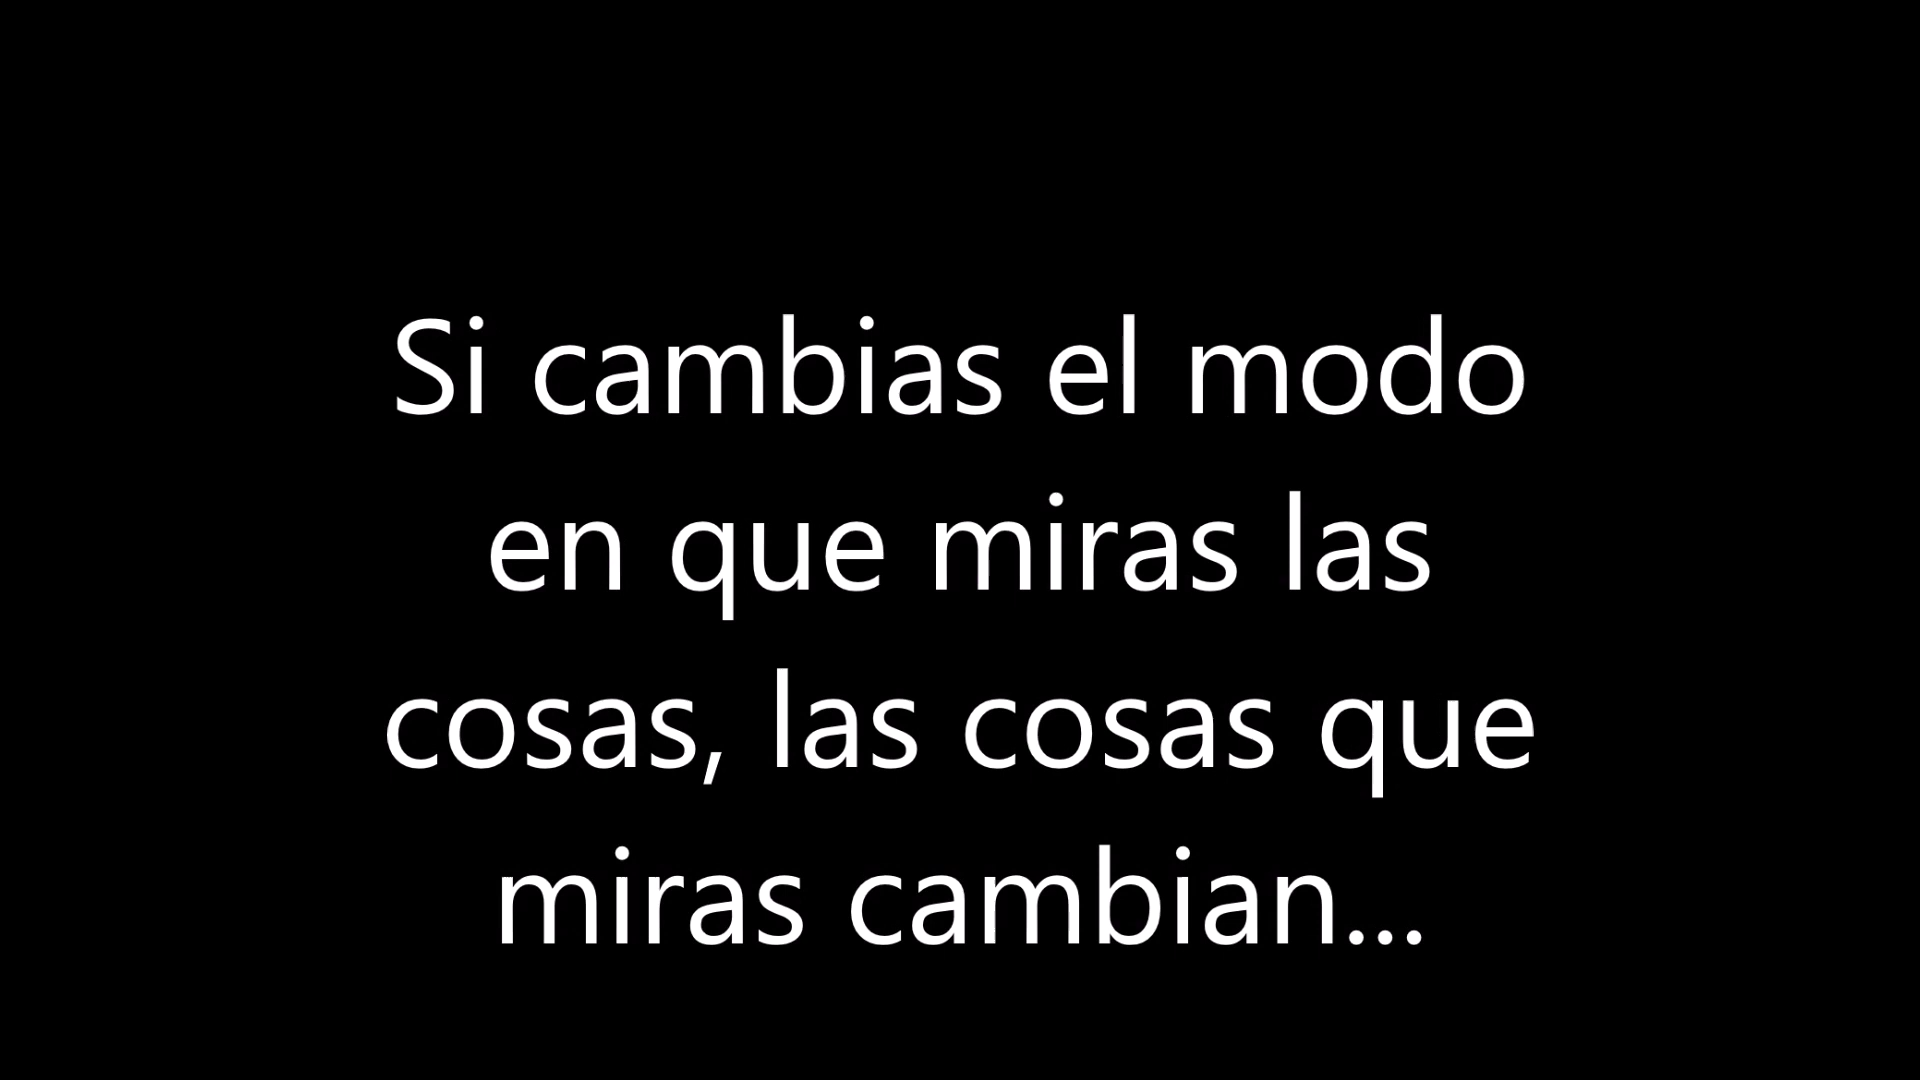 Si cambias el modo
en que miras las
cosas, las cosas que
miras cambian...